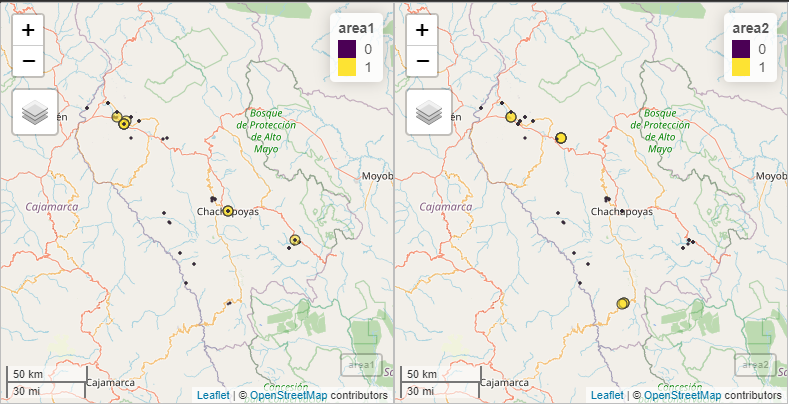 +
−
area1
0
1
én
Bosque
de Protección
de Alto
Mayo
Moyob
Cajamarca
Chachapoyas
50 km
30 mi
Cajamarca
area1
Cancesión
Leaflet | © OpenStreetMap contributors
+
−
area2
0
1
én
Bosque
de Protección
de Alto
Mayo
Moyob
Cajamarca
Chachapoyas
50 km
30 mi
Cajamarca
area2
Leaflet | © OpenStreetMap contributors